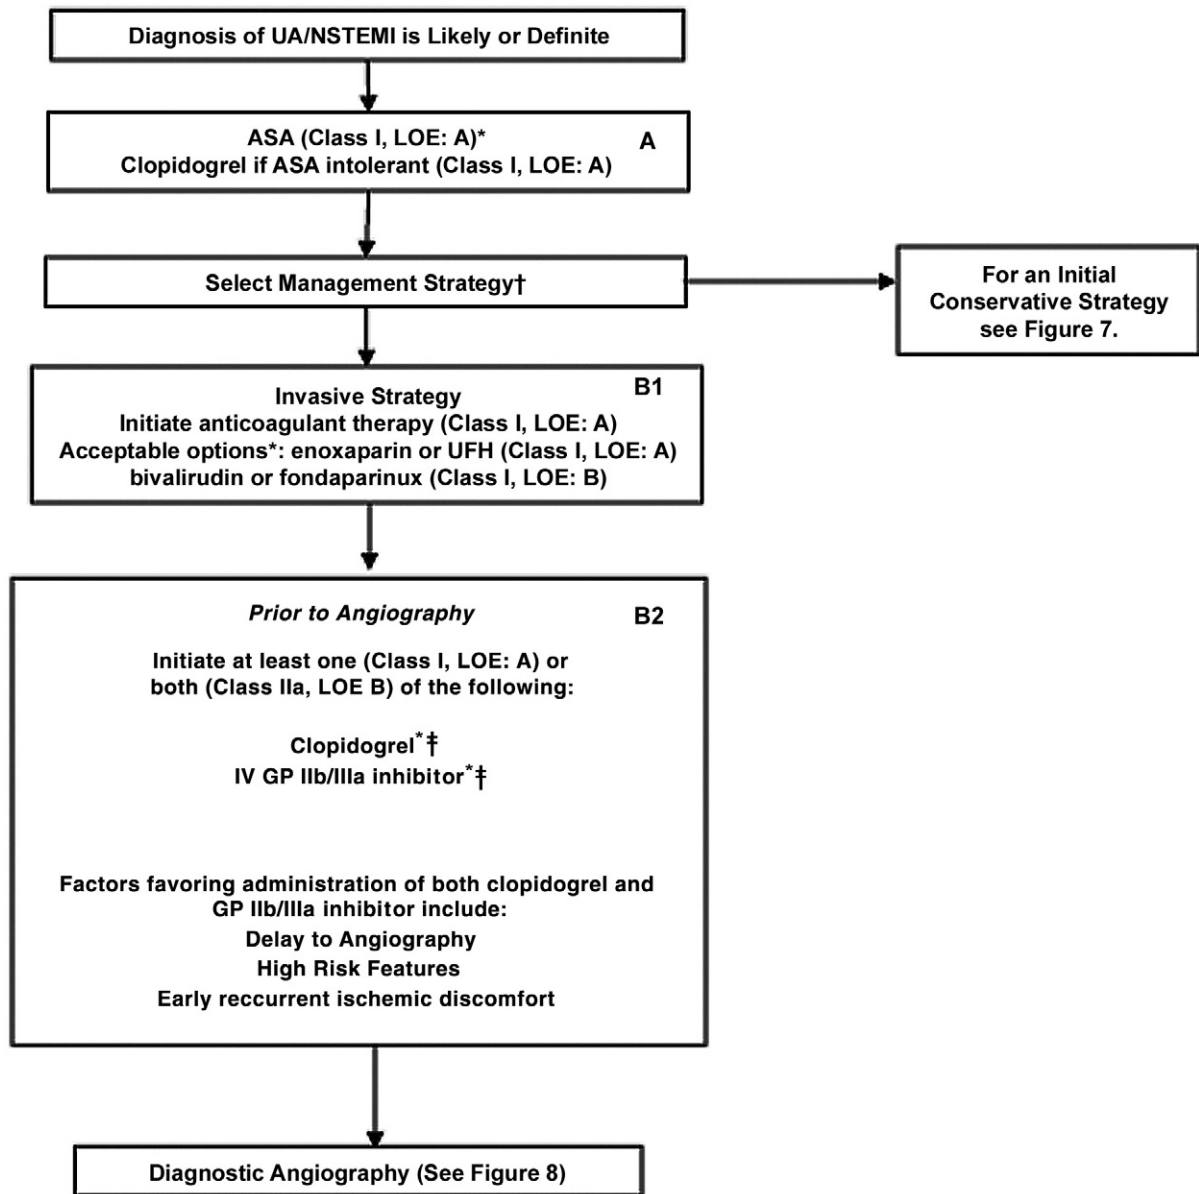 Diagnosis of UA/NSTEMI is Likely or Definite
ASA (Class I, LOE: A)*
A
Clopidogrel if ASA intolerant (Class I, LOE: A)
Select Management Strategy†
For an Initial
Conservative Strategy
see Figure 7.
B1
Invasive Strategy
Initiate anticoagulant therapy (Class I, LOE: A)
Acceptable options*: enoxaparin or UFH (Class I, LOE: A)
bivalirudin or fondaparinux (Class I, LOE: B)
Prior to Angiography
B2
Initiate at least one (Class I, LOE: A) or
both (Class IIa, LOE B) of the following:
Clopidogrel*‡
IV GP IIb/IIIa inhibitor*‡
Factors favoring administration of both clopidogrel and
GP IIb/IIIa inhibitor include:
Delay to Angiography
High Risk Features
Early reccurrent ischemic discomfort
Diagnostic Angiography (See Figure 8)